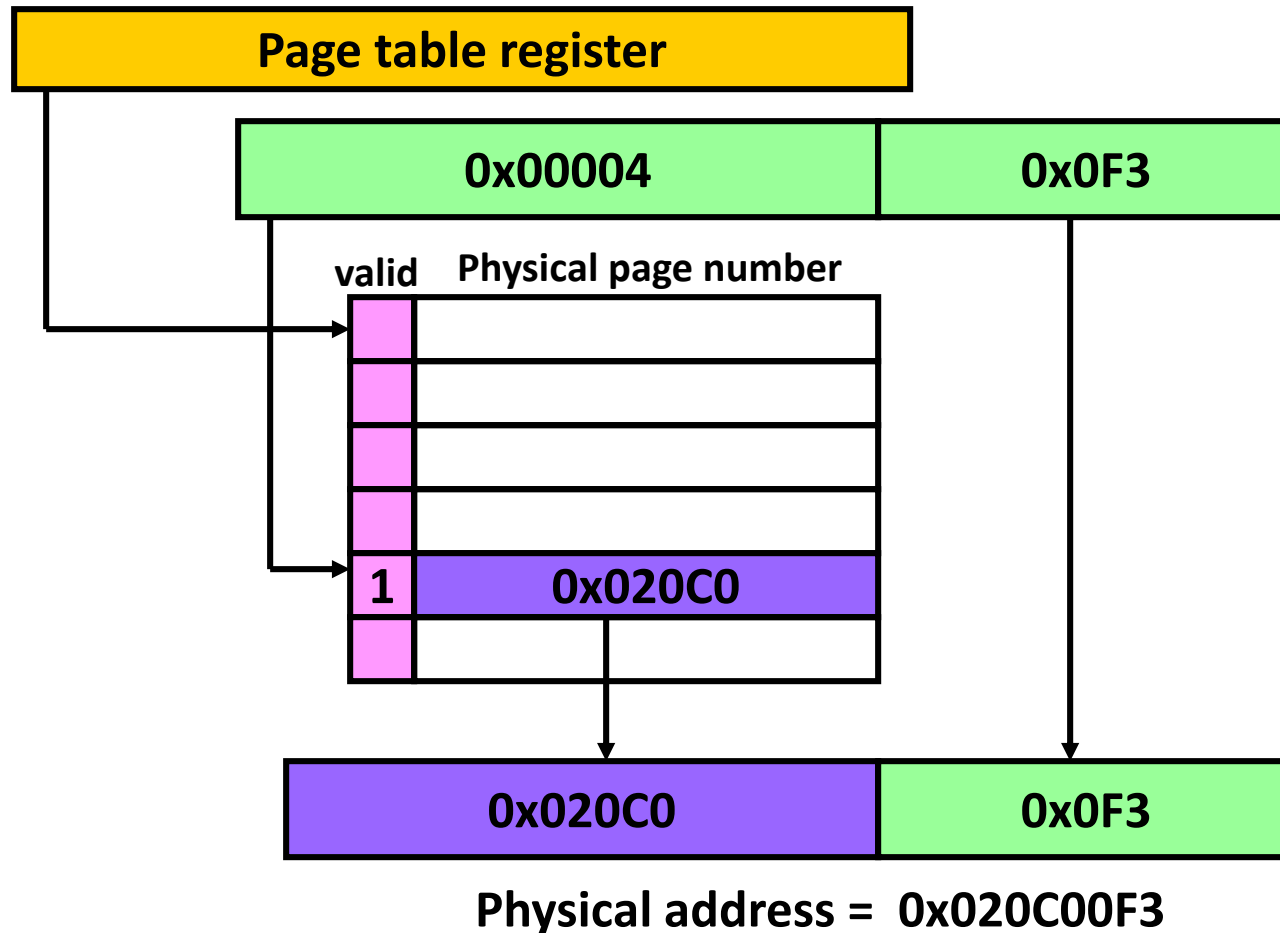 Page table register
0x00004 0x0F3
valid Physical page number
1 0x020C0
0x020C0 0x0F3
Physical address = 0x020C00F3